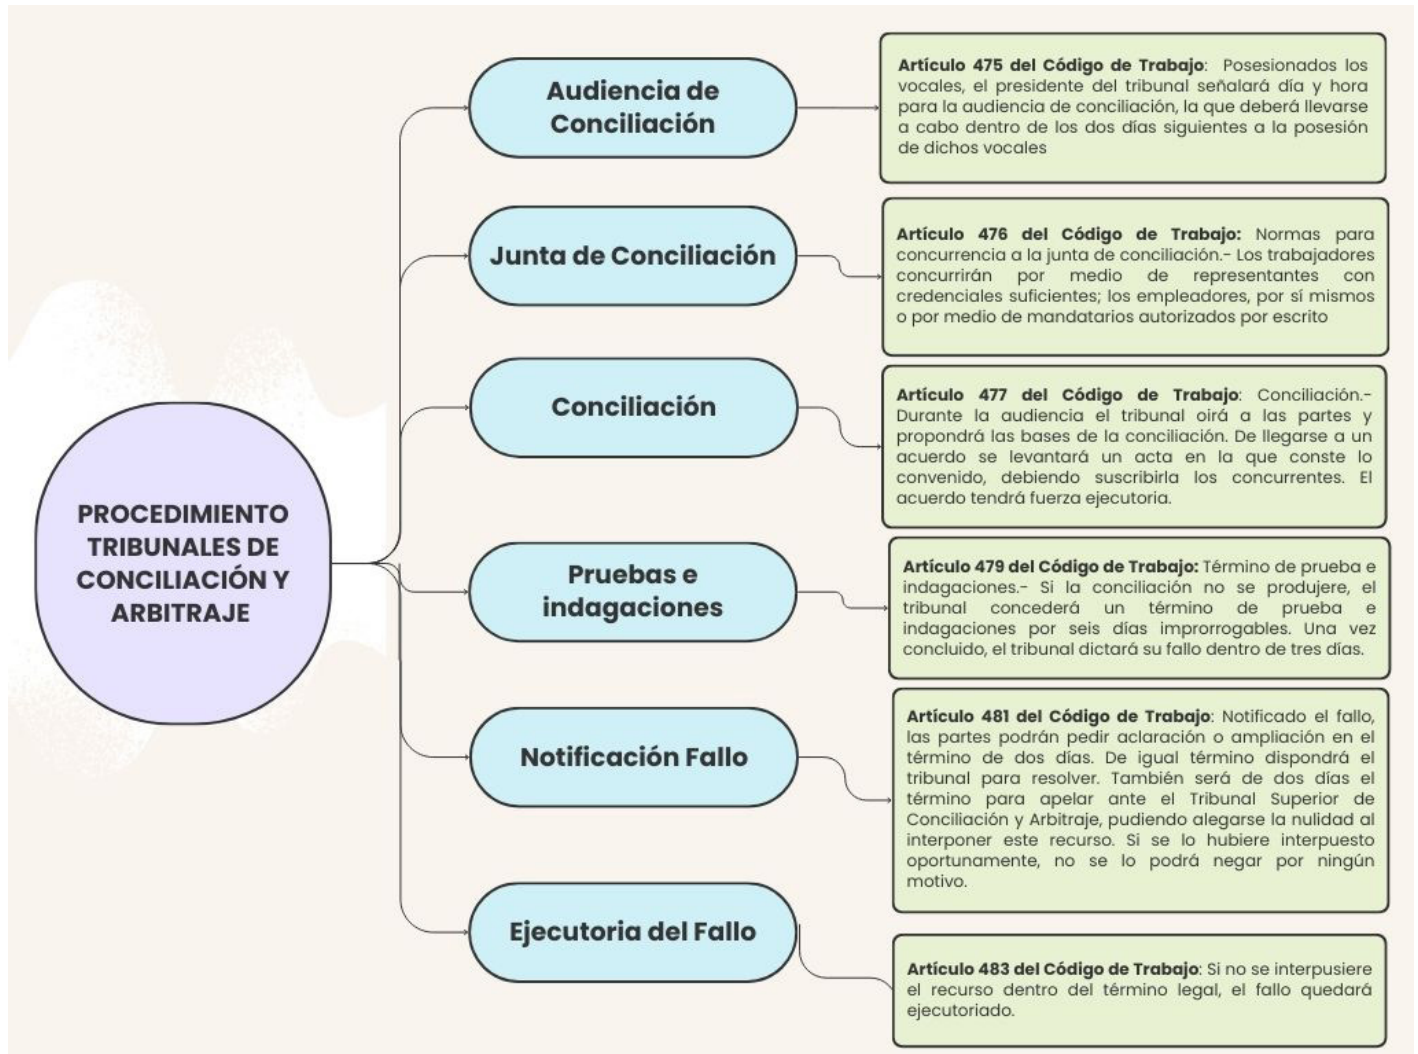 PROCEDIMIENTO
TRIBUNALES DE
CONCILIACIÓN Y
ARBITRAJE
Audiencia de
Conciliación
Artículo 475 del Código de Trabajo: Posesionados los
vocales, el presidente del tribunal señalará día y hora
para la audiencia de conciliación, la que deberá llevarse
a cabo dentro de los dos días siguientes a la posesión
de dichos vocales
Junta de Conciliación
Artículo 476 del Código de Trabajo: Normas para
concurrencia a la junta de conciliación.- Los trabajadores
concurrirán por medio de representantes con
credenciales suficientes; los empleadores, por sí mismos
o por medio de mandatarios autorizados por escrito
Conciliación
Artículo 477 del Código de Trabajo: Conciliación.-
Durante la audiencia el tribunal oirá a las partes y
propondrá las bases de la conciliación. De llegarse a un
acuerdo se levantará un acta en la que conste lo
convenido, debiendo suscribirla los concurrentes. El
acuerdo tendrá fuerza ejecutoria.
Pruebas e
indagaciones
Artículo 479 del Código de Trabajo: Término de prueba e
indagaciones.- Si la conciliación no se produjere, el
tribunal concederá un término de prueba e
indagaciones por seis días improrrogables. Una vez
concluido, el tribunal dictará su fallo dentro de tres días.
Notificación Fallo
Artículo 481 del Código de Trabajo: Notificado el fallo,
las partes podrán pedir aclaración o ampliación en el
término de dos días. De igual término dispondrá el
tribunal para resolver. También será de dos días el
término para apelar ante el Tribunal Superior de
Conciliación y Arbitraje, pudiendo alegarse la nulidad al
interponer este recurso. Si se lo hubiere interpuesto
oportunamente, no se lo podrá negar por ningún
motivo.
Ejecutoria del Fallo
Artículo 483 del Código de Trabajo: Si no se interpusiere
el recurso dentro del término legal, el fallo quedará
ejecutoriado.